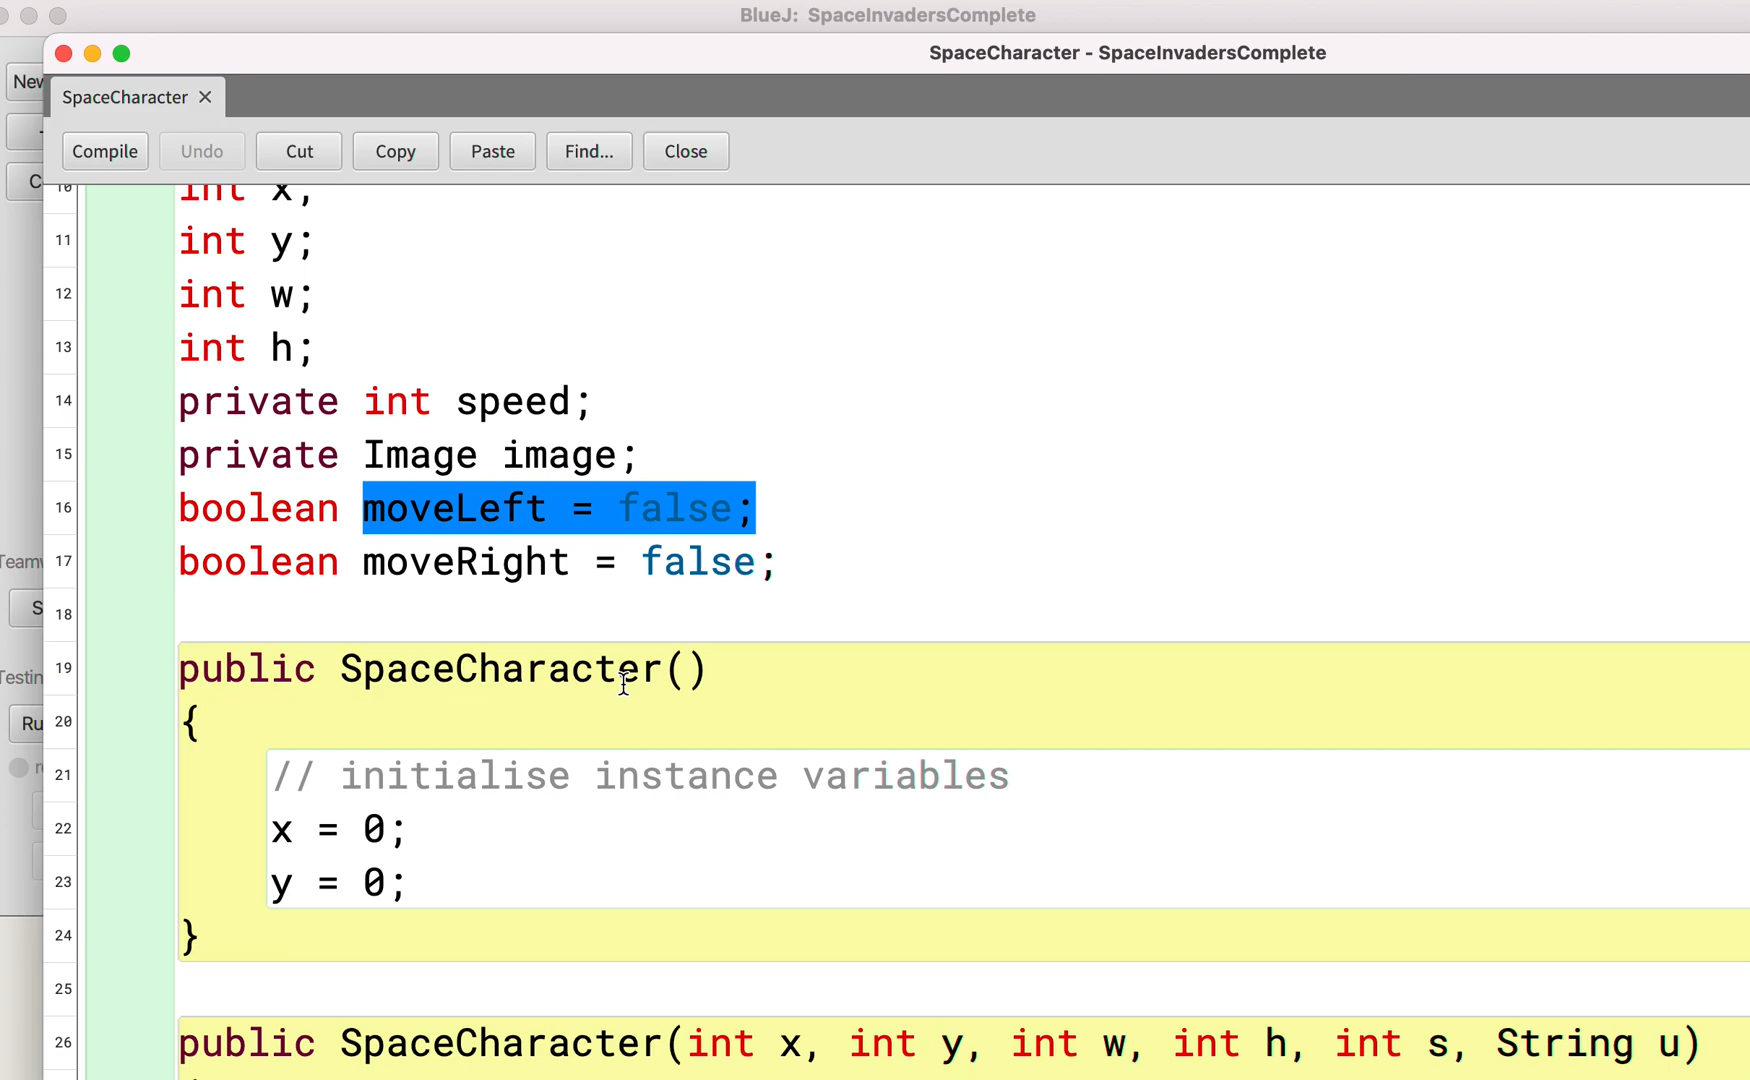 BlueJ: SpaceInvadersComplete
SpaceCharacter - SpaceInvadersComplete
New
SpaceCharacter ×
Compile Undo Cut Copy Paste Find... Close
10 int x;
11 int y;
12 int w;
13 int h;
14 private int speed;
15 private Image image;
16 boolean moveLeft = false;
17 boolean moveRight = false;
18
19 public SpaceCharacter()
20 {
21 // initialise instance variables
22 x = 0;
23 y = 0;
24 }
25
26 public SpaceCharacter(int x, int y, int w, int h, int s, String u)